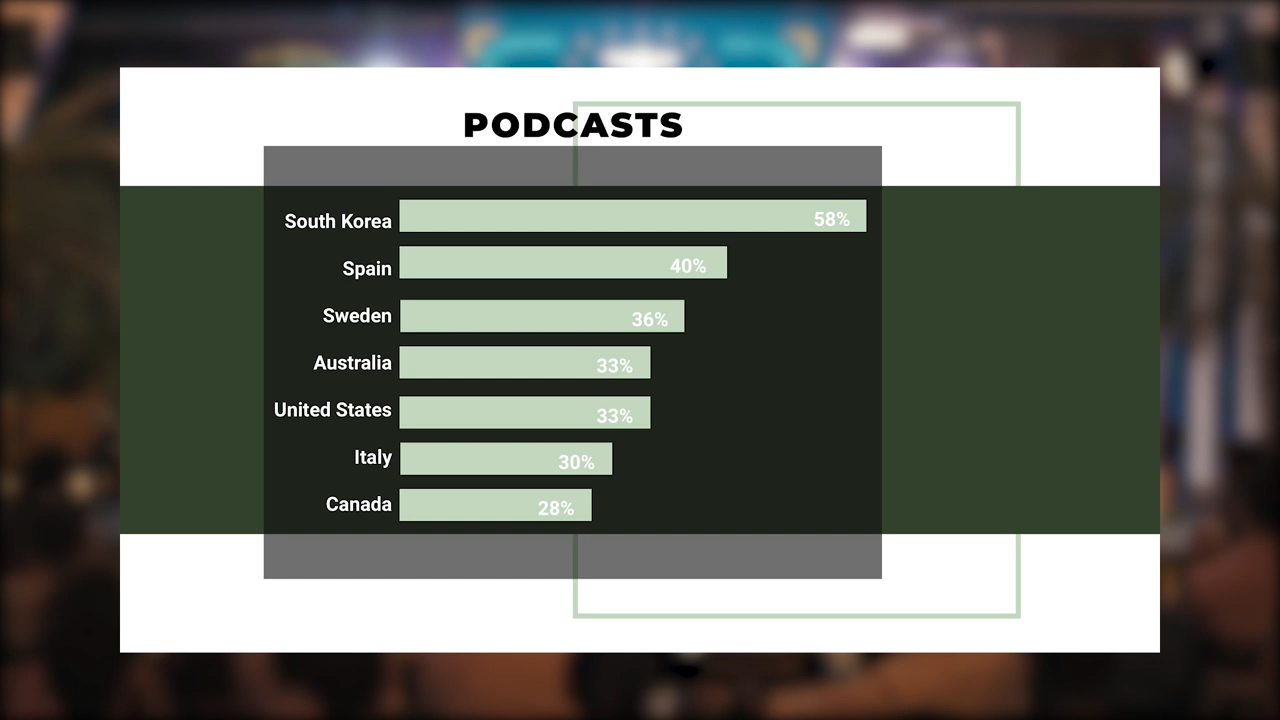 PODCASTS
South Korea 58%
Spain 40%
Sweden 36%
Australia 33%
United States 33%
Italy 30%
Canada 28%